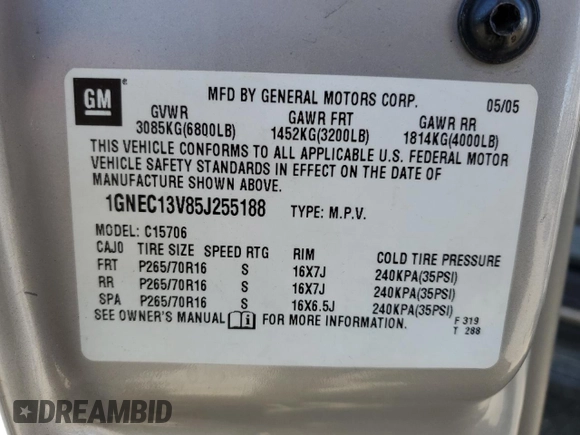 GM
MFD BY GENERAL MOTORS CORP. 05/05
GVWR GAWR FRT GAWR RR
3085KG(6800LB) 1452KG(3200LB) 1814KG(4000LB)
THIS VEHICLE CONFORMS TO ALL APPLICABLE U.S. FEDERAL MOTOR
VEHICLE SAFETY STANDARDS IN EFFECT ON THE DATE OF
MANUFACTURE SHOWN ABOVE.
1GNEC13V85J255188 TYPE: M.P.V.
MODEL: C15706
CAJ0 TIRE SIZE SPEED RTG RIM COLD TIRE PRESSURE
FRT P265/70R16 S 16X7J 240KPA(35PSI)
RR P265/70R16 S 16X7J 240KPA(35PSI)
SPA P265/70R16 S 16X6.5J 240KPA(35PSI)
SEE OWNER'S MANUAL FOR MORE INFORMATION. F 319
T 288
DREAMBID